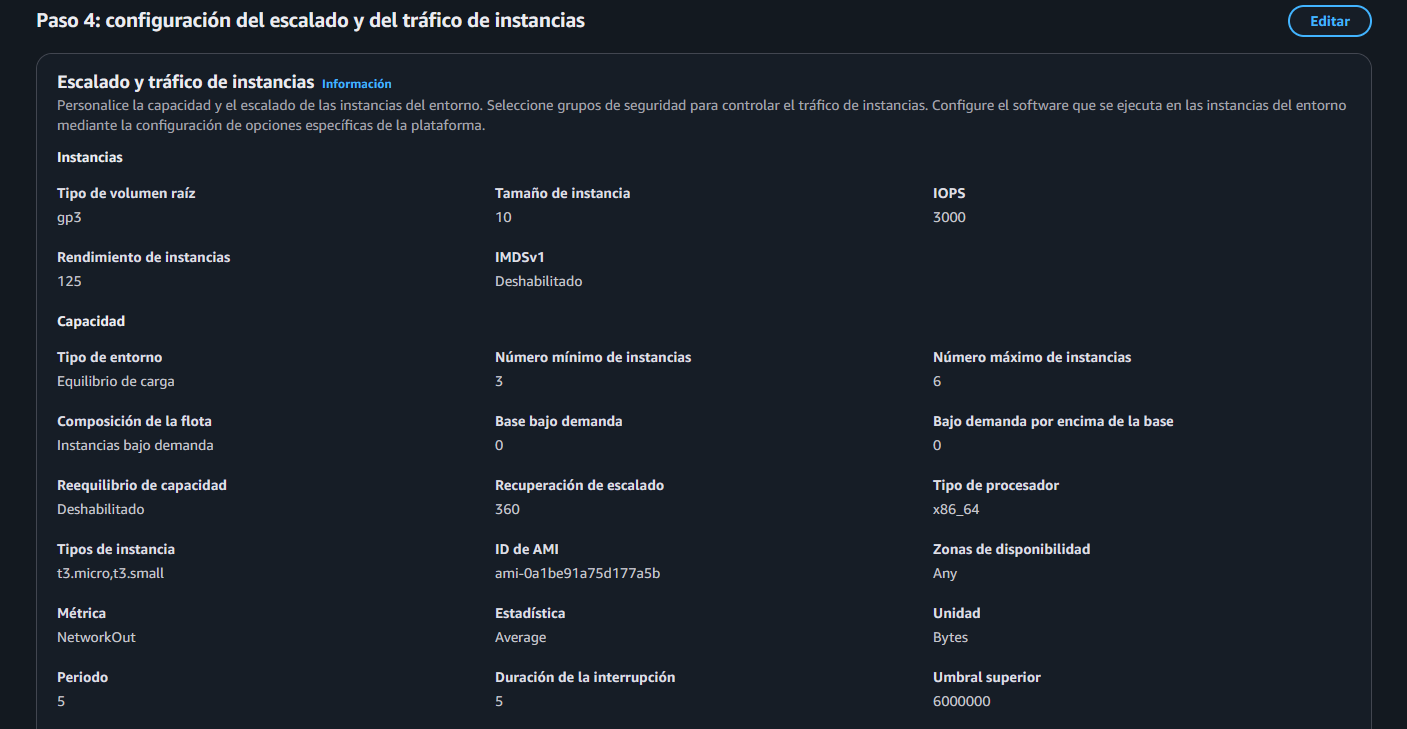 Paso 4: configuración del escalado y del tráfico de instancias
Editar
Escalado y tráfico de instancias Información
Personalice la capacidad y el escalado de las instancias del entorno. Seleccione grupos de seguridad para controlar el tráfico de instancias. Configure el software que se ejecuta en las instancias del entorno
mediante la configuración de opciones específicas de la plataforma.
Instancias
Tipo de volumen raíz
gp3
Tamaño de instancia
10
IOPS
3000
Rendimiento de instancias
125
IMDSv1
Deshabilitado
Capacidad
Tipo de entorno
Equilibrio de carga
Número mínimo de instancias
3
Número máximo de instancias
6
Composición de la flota
Instancias bajo demanda
Base bajo demanda
0
Bajo demanda por encima de la base
0
Reequilibrio de capacidad
Deshabilitado
Recuperación de escalado
360
Tipo de procesador
x86_64
Tipos de instancia
t3.micro,t3.small
ID de AMI
ami-0a1be91a75d177a5b
Zonas de disponibilidad
Any
Métrica
NetworkOut
Estadística
Average
Unidad
Bytes
Periodo
5
Duración de la interrupción
5
Umbral superior
6000000